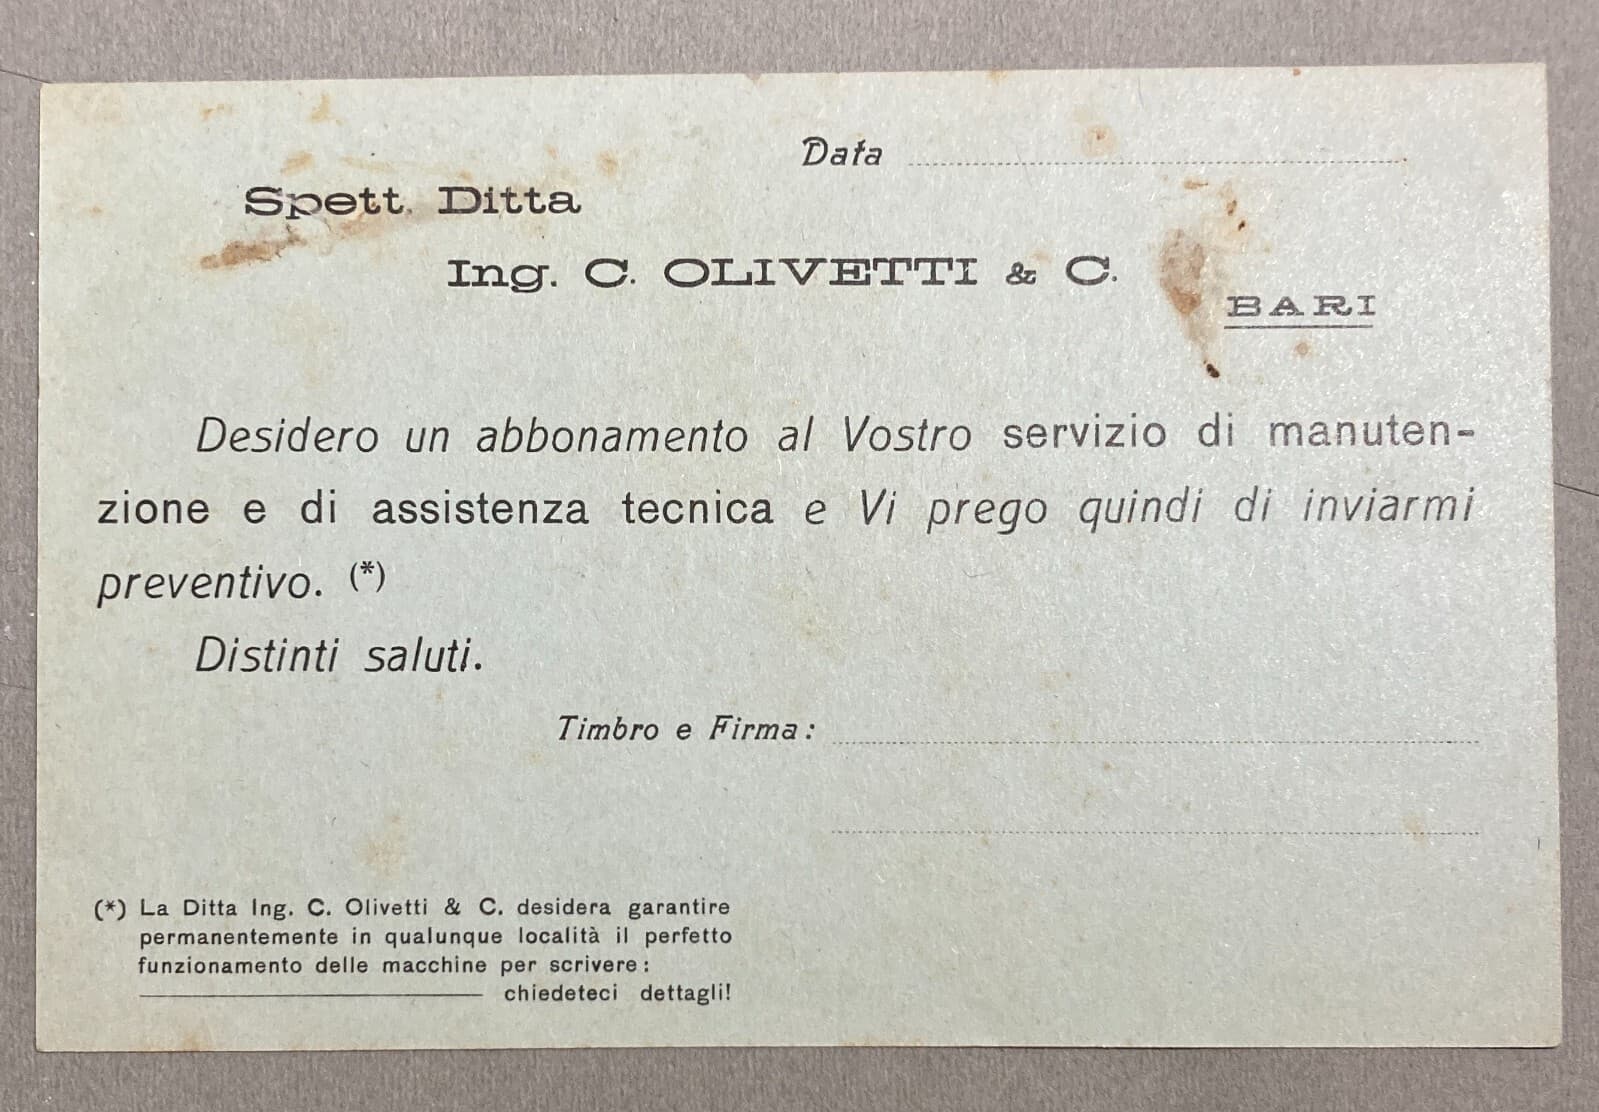 Data
Spett. Ditta
Ing. C. OLIVETTI & C.
BARI
Desidero un abbonamento al Vostro servizio di manuten-
zione e di assistenza tecnica e Vi prego quindi di inviarmi
preventivo. (*)
Distinti saluti.
Timbro e Firma:
(*) La Ditta Ing. C. Olivetti & C. desidera garantire
permanentemente in qualunque località il perfetto
funzionamento delle macchine per scrivere:
chiedeteci dettagli!